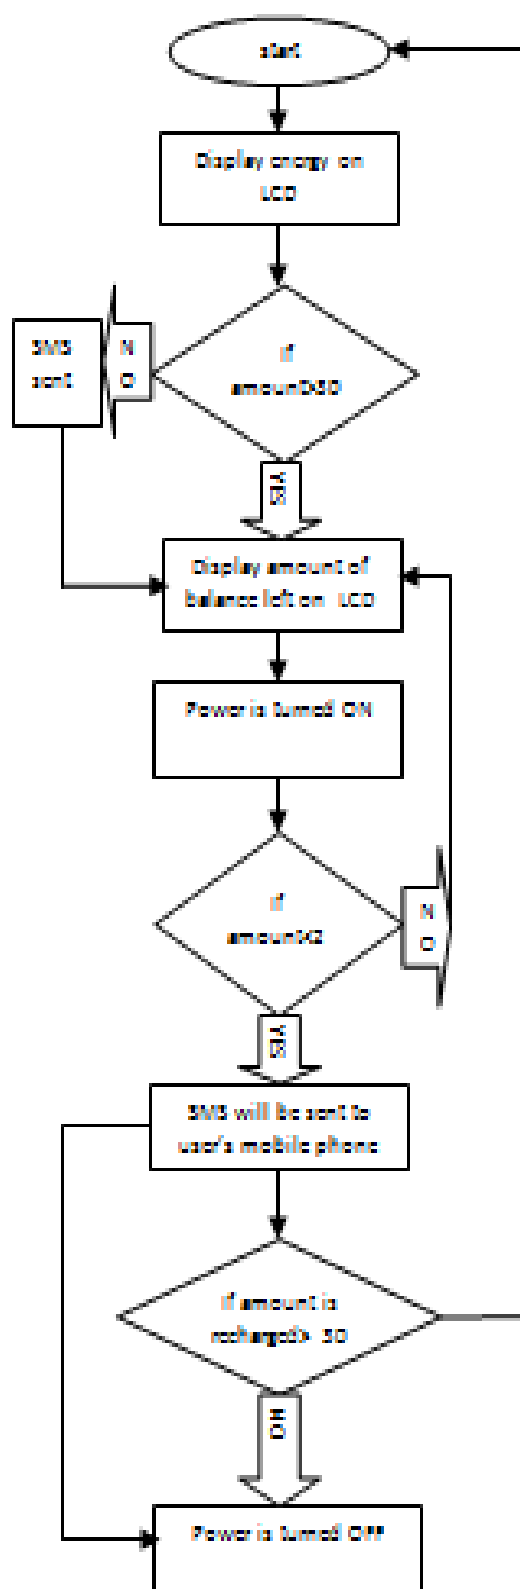 start
Display energy on
LCD
If
amount>30
N
O
SMS
sent
YES
Display amount of
balance left on LCD
Power is turned ON
If
amount<2
N
O
YES
SMS will be sent to
user's mobile phone
If amount is
recharged> 30
NO
Power is turned OFF